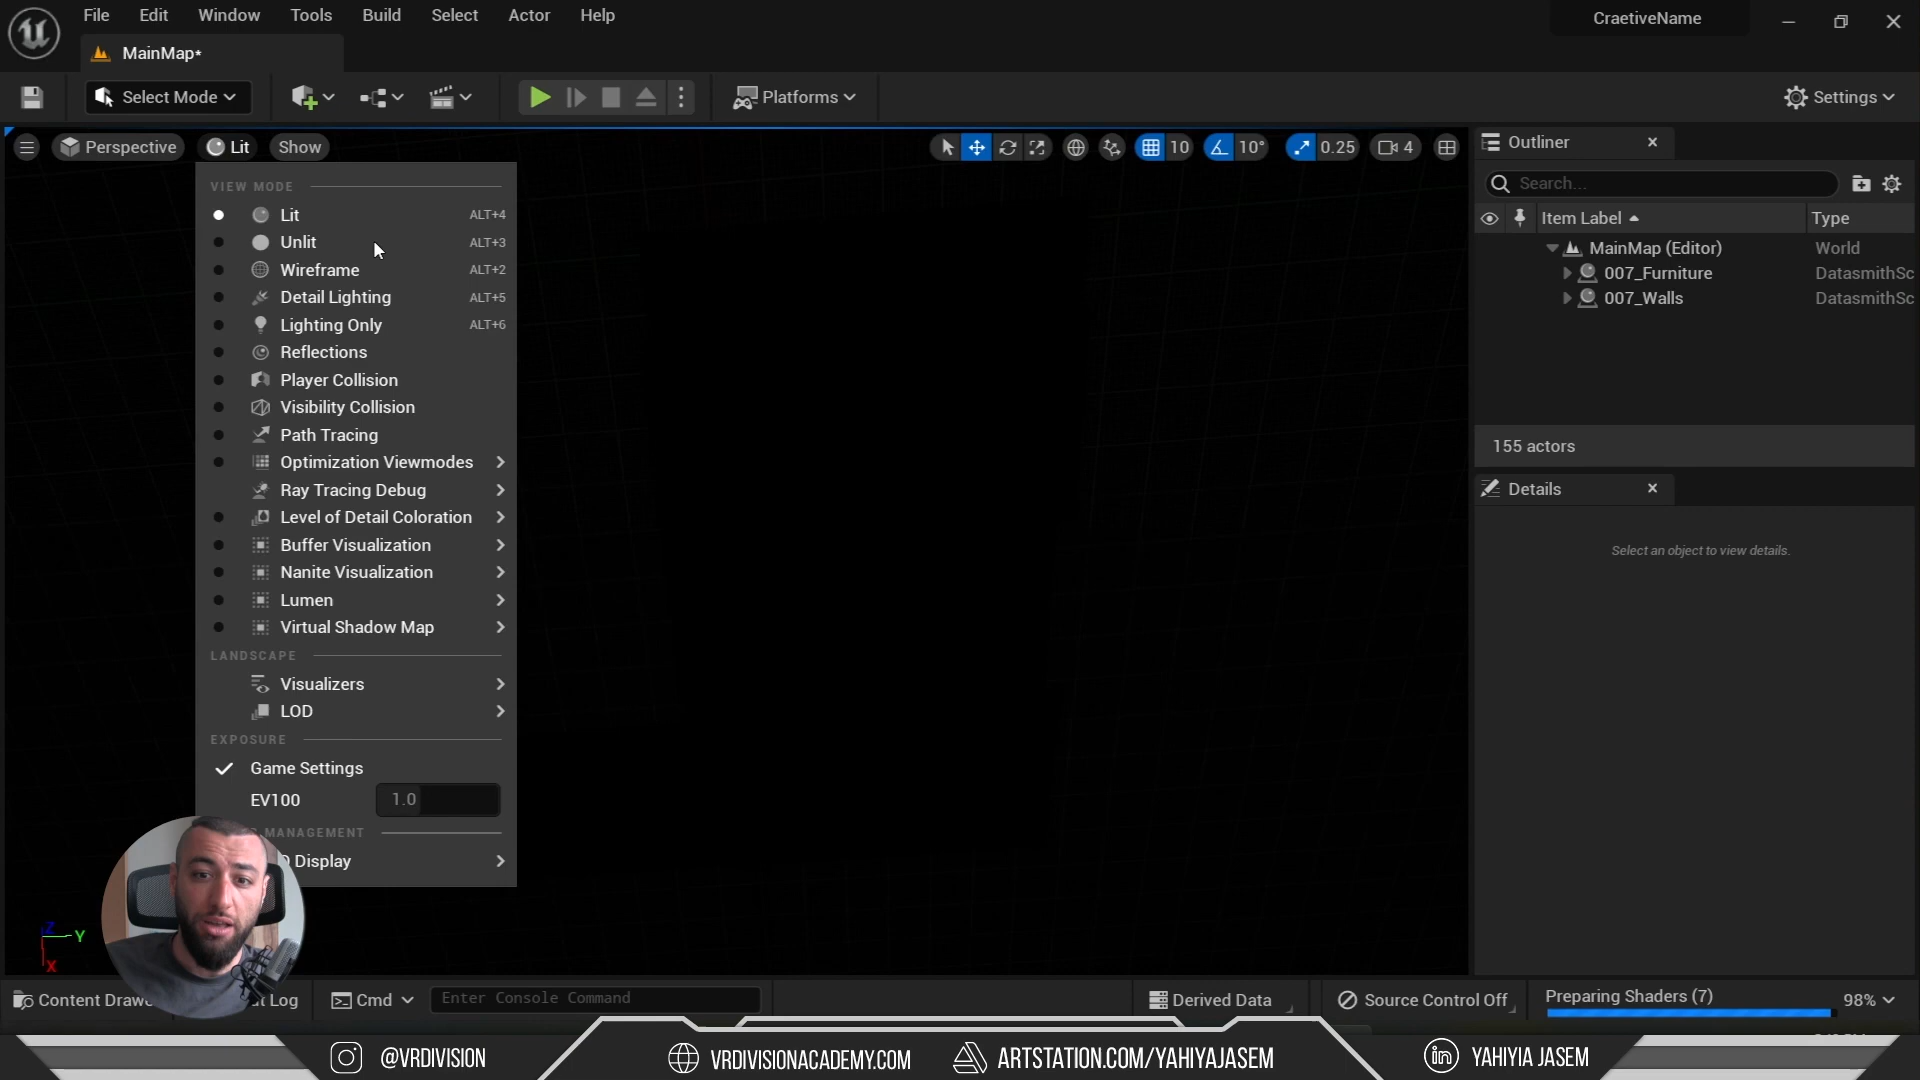 File Edit Window Tools Build Select Actor Help
CraetiveName
MainMap*
Select Mode
Platforms
Settings
Perspective Lit Show
10 10° 0.25 4
VIEW MODE
Lit ALT+4
Unlit ALT+3
Wireframe ALT+2
Detail Lighting ALT+5
Lighting Only ALT+6
Reflections
Player Collision
Visibility Collision
Path Tracing
Optimization Viewmodes
Ray Tracing Debug
Level of Detail Coloration
Buffer Visualization
Nanite Visualization
Lumen
Virtual Shadow Map
LANDSCAPE
Visualizers
LOD
EXPOSURE
Game Settings
EV100 1.0
MANAGEMENT
Display
Outliner
Search...
Item Label Type
MainMap (Editor) World
007_Furniture DatasmithSc
007_Walls DatasmithSc
155 actors
Details
Select an object to view details.
Z
Y
X
Content Drawe t Log Cmd Enter Console Command Derived Data Source Control Off Preparing Shaders (7) 98%
@VRDIVISION VRDIVISIONACADEMY.COM ARTSTATION.COM/YAHIYAJASEM in YAHIYIA JASEM